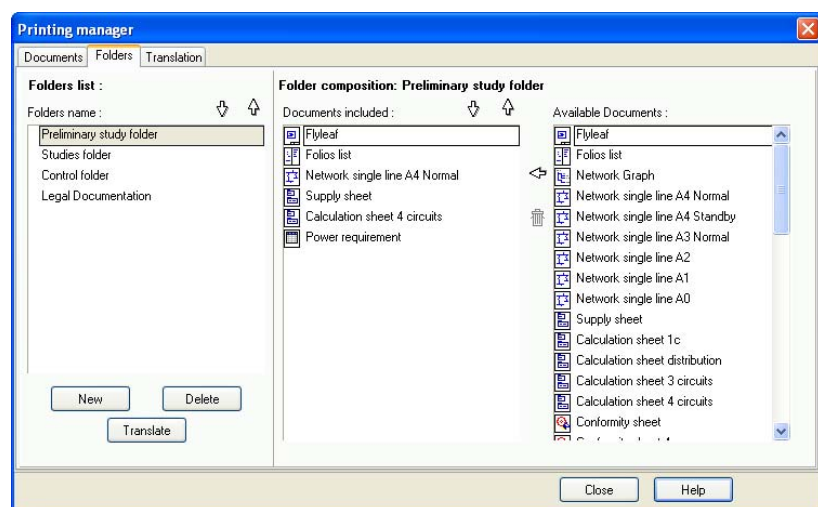 Printing manager
Documents Folders Translation
Folders list :
Folders name :
Preliminary study folder
Studies folder
Control folder
Legal Documentation
New Delete
Translate
Folder composition: Preliminary study folder
Documents included :
Flyleaf
Folios list
Network single line A4 Normal
Supply sheet
Calculation sheet 4 circuits
Power requirement
Available Documents :
Flyleaf
Folios list
Network Graph
Network single line A4 Normal
Network single line A4 Standby
Network single line A3 Normal
Network single line A2
Network single line A1
Network single line A0
Supply sheet
Calculation sheet 1c
Calculation sheet distribution
Calculation sheet 3 circuits
Calculation sheet 4 circuits
Conformity sheet
Close Help